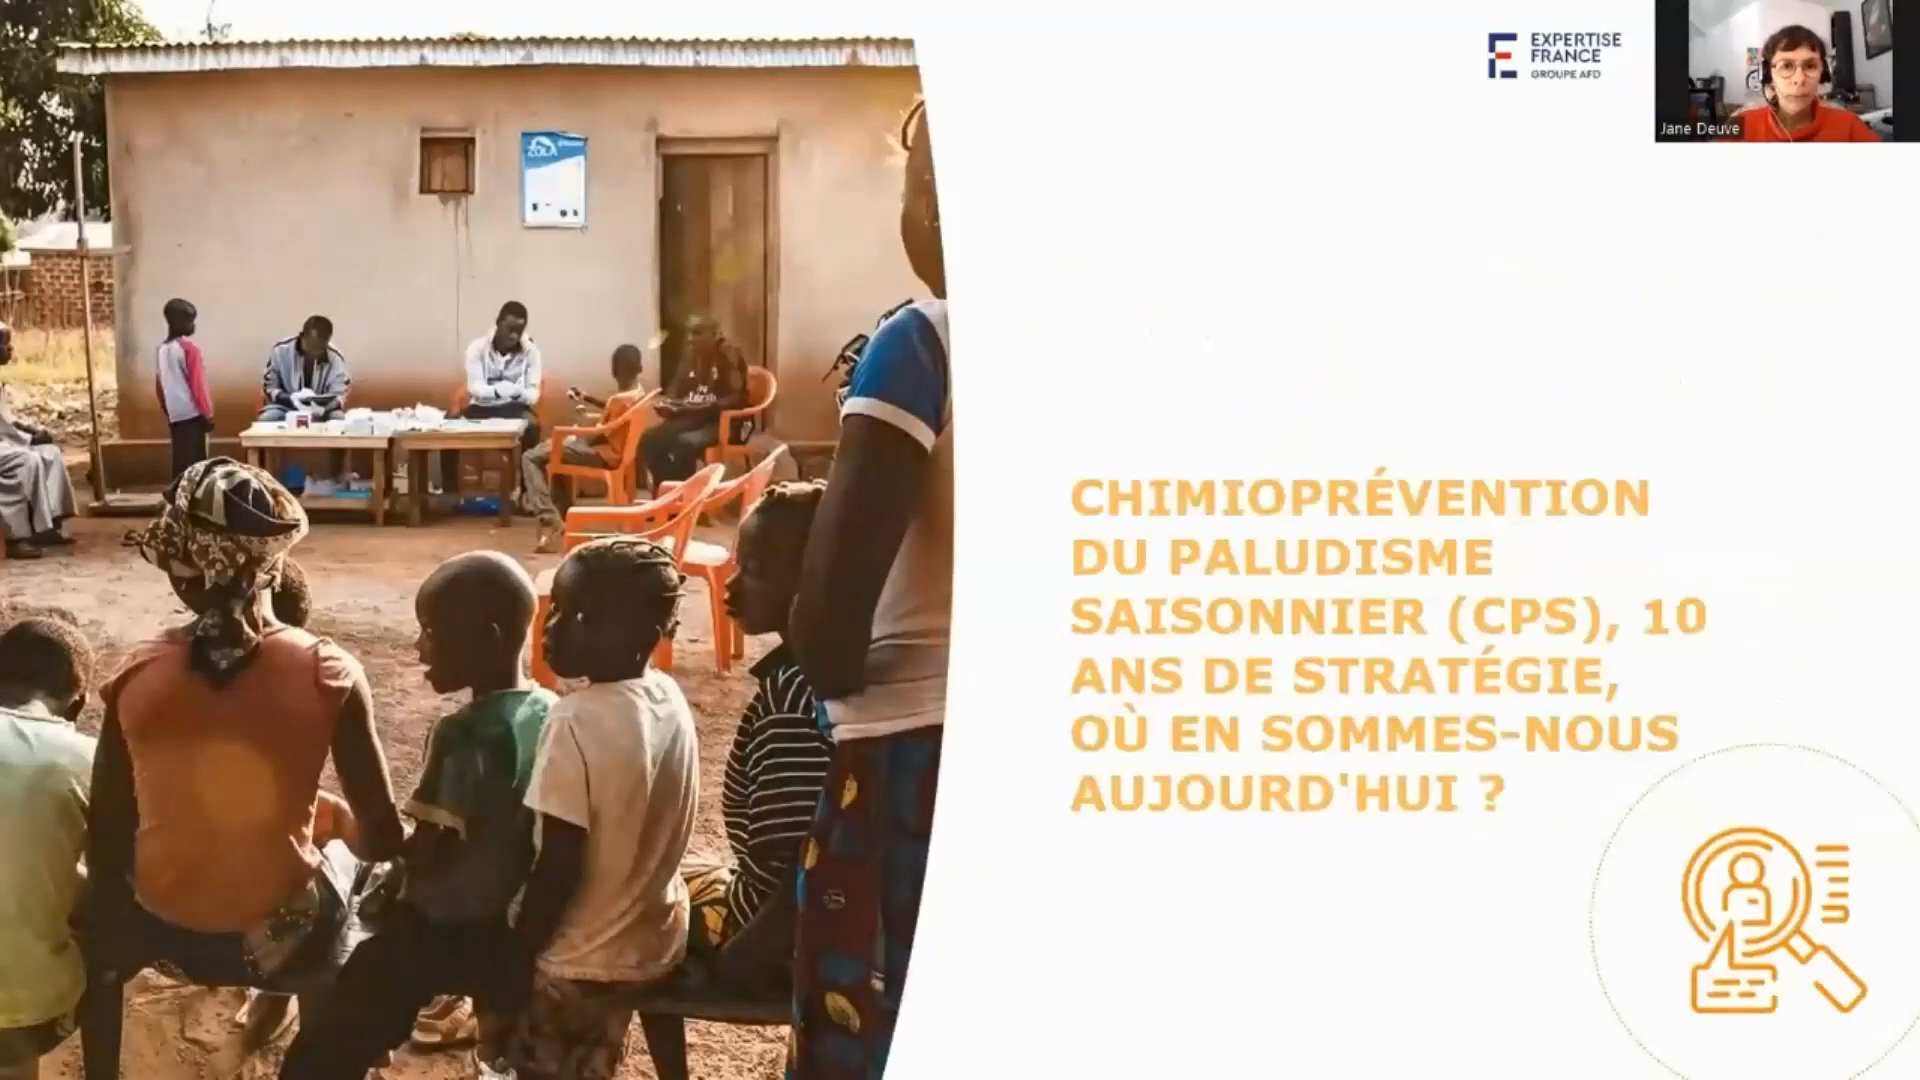 EXPERTISE
FRANCE
GROUPE AFD
Jane Deuve
ZOLA
CHIMIOPRÉVENTION
DU PALUDISME
SAISONNIER (CPS), 10
ANS DE STRATÉGIE,
OÙ EN SOMMES-NOUS
AUJOURD'HUI ?